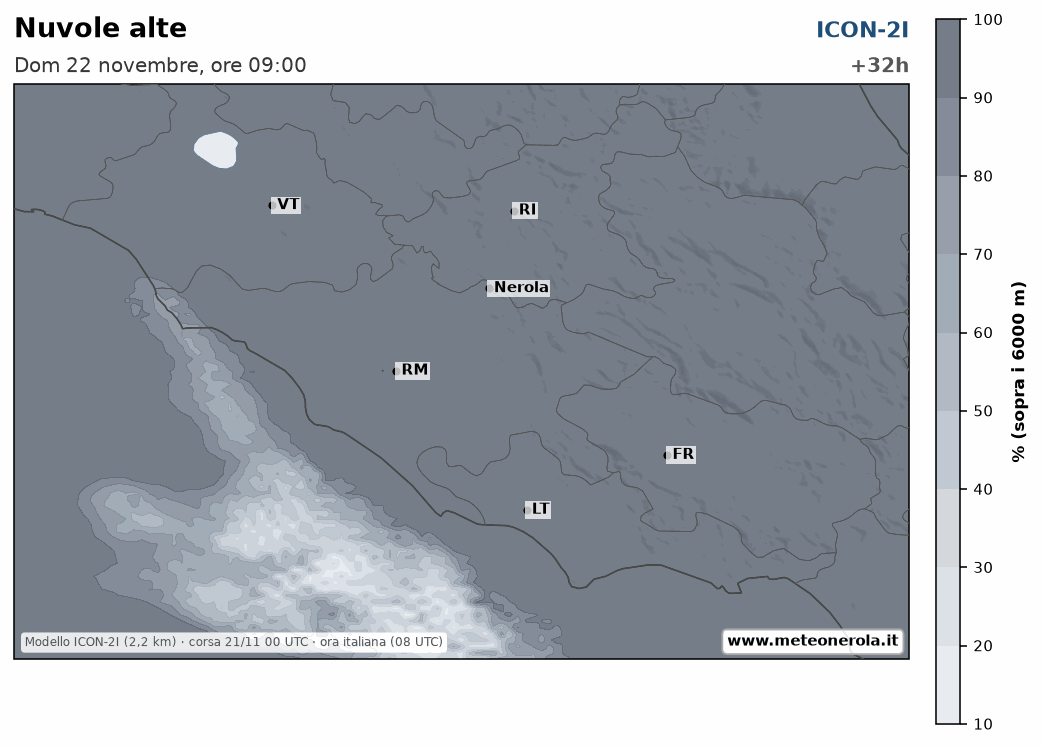 Nuvole alte
ICON-2I
Dom 22 novembre, ore 09:00
+32h
VT
RI
Nerola
RM
FR
LT
Modello ICON-2I (2,2 km) · corsa 21/11 00 UTC · ora italiana (08 UTC)
www.meteonerola.it
100
90
80
70
60
50
40
30
20
10
% (sopra i 6000 m)